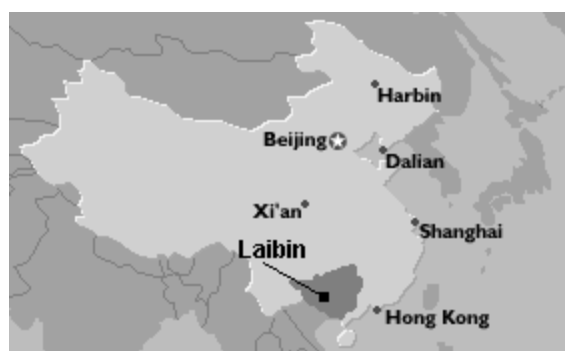 Harbin
Beijing
Dalian
Xi'an
Shanghai
Laibin
Hong Kong